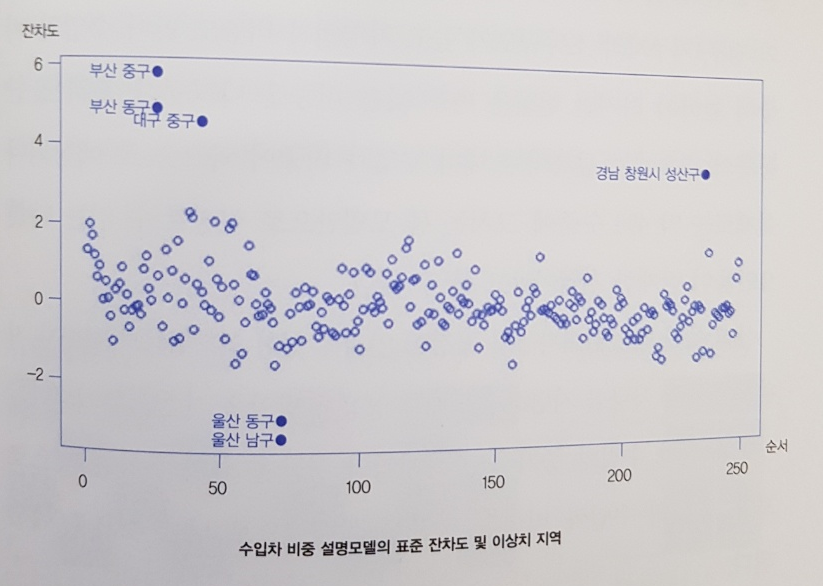 잔차도
6
부산 중구
부산 동구
대구 중구
4
경남 창원시 성산구
2
0
-2
울산 동구
울산 남구
순서
0
50
100
150
200
250
수입차 비중 설명모델의 표준 잔차도 및 이상치 지역